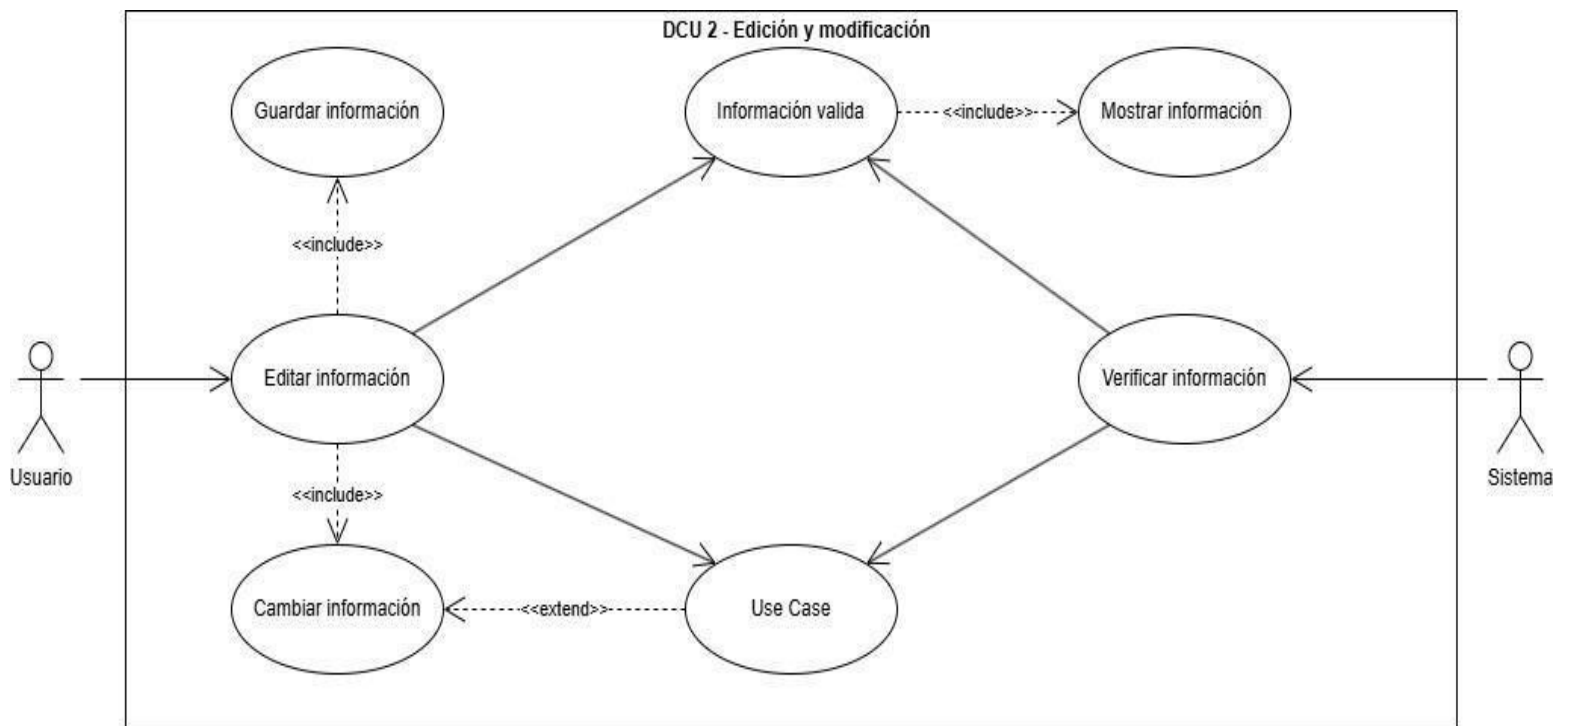 DCU 2 - Edición y modificación
Guardar información
Información valida
<<include>>
Mostrar información
<<include>>
Editar información
Verificar información
Usuario
Sistema
<<include>>
Cambiar información
<<extend>>
Use Case